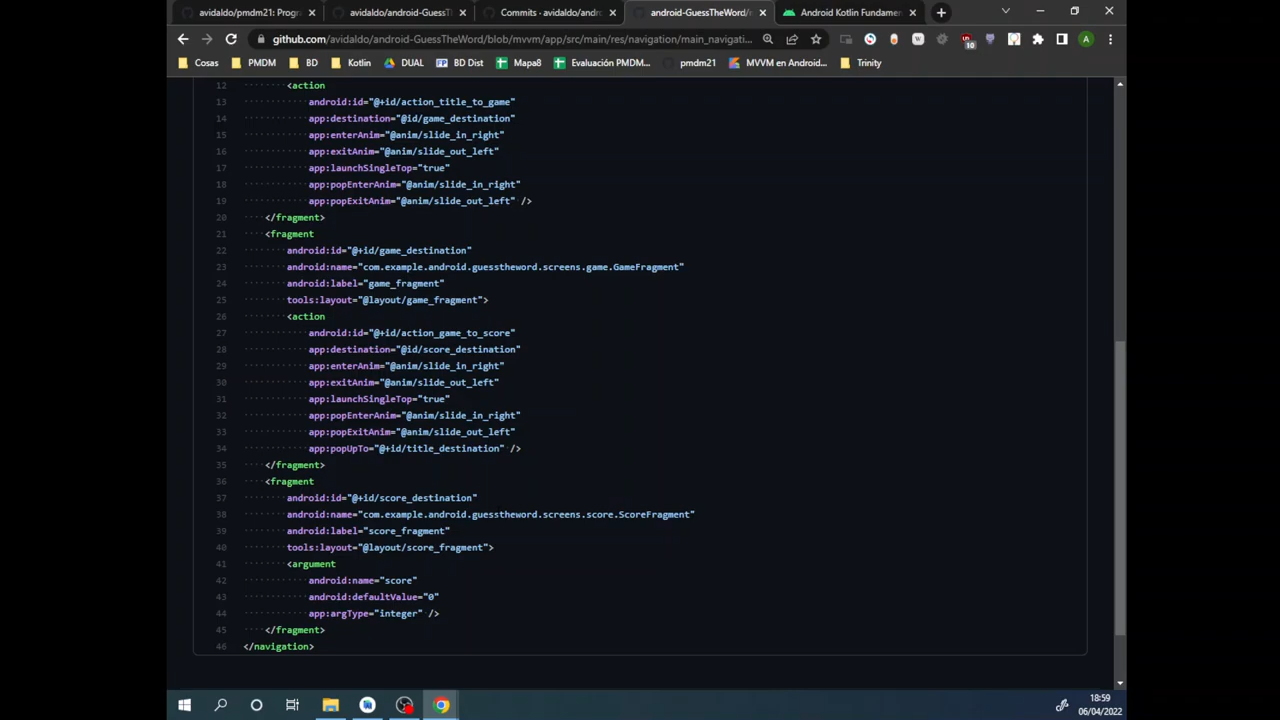 avidaldo/pmdm21: Progr
avidaldo/android-GuessTh
Commits · avidaldo/andro
android-GuessTheWord/
Android Kotlin Fundamen
github.com/avidaldo/android-GuessTheWord/blob/mvvm/app/src/main/res/navigation/main_navigati...
10
A
Cosas
PMDM
BD
Kotlin
DUAL
BD Dist
Mapa8
Evaluación PMDM...
pmdm21
MVVM en Android...
Trinity
12 <action
13 android:id="@+id/action_title_to_game"
14 app:destination="@id/game_destination"
15 app:enterAnim="@anim/slide_in_right"
16 app:exitAnim="@anim/slide_out_left"
17 app:launchSingleTop="true"
18 app:popEnterAnim="@anim/slide_in_right"
19 app:popExitAnim="@anim/slide_out_left" />
20 </fragment>
21 <fragment
22 android:id="@+id/game_destination"
23 android:name="com.example.android.guesstheword.screens.game.GameFragment"
24 android:label="game_fragment"
25 tools:layout="@layout/game_fragment">
26 <action
27 android:id="@+id/action_game_to_score"
28 app:destination="@id/score_destination"
29 app:enterAnim="@anim/slide_in_right"
30 app:exitAnim="@anim/slide_out_left"
31 app:launchSingleTop="true"
32 app:popEnterAnim="@anim/slide_in_right"
33 app:popExitAnim="@anim/slide_out_left"
34 app:popUpTo="@+id/title_destination" />
35 </fragment>
36 <fragment
37 android:id="@+id/score_destination"
38 android:name="com.example.android.guesstheword.screens.score.ScoreFragment"
39 android:label="score_fragment"
40 tools:layout="@layout/score_fragment">
41 <argument
42 android:name="score"
43 android:defaultValue="0"
44 app:argType="integer" />
45 </fragment>
46 </navigation>
18:59
06/04/2022